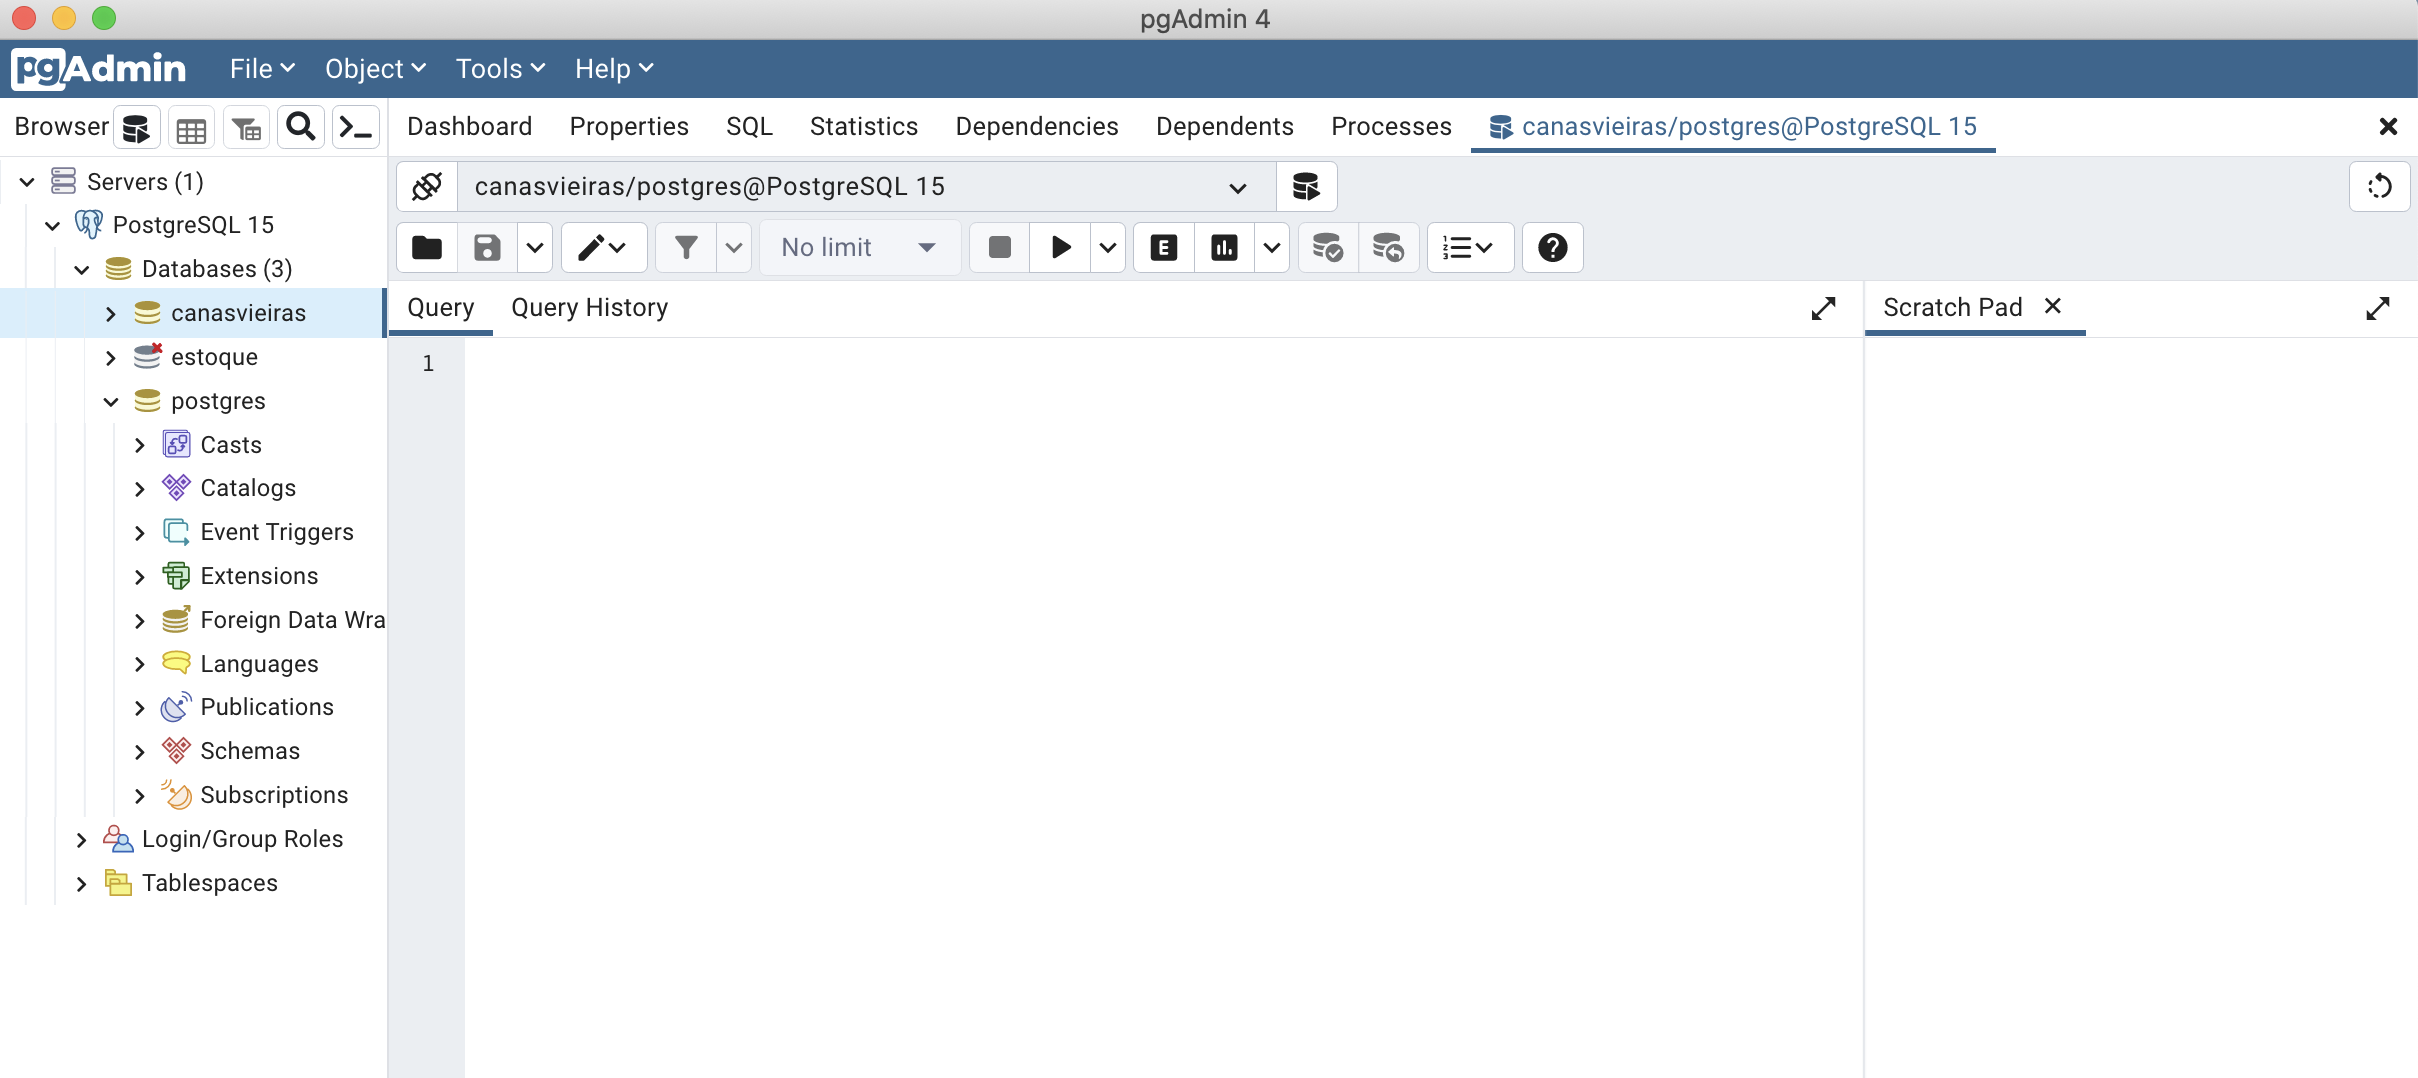 pgAdmin 4
pgAdmin File Object Tools Help
Browser Dashboard Properties SQL Statistics Dependencies Dependents Processes canasvieiras/postgres@PostgreSQL 15
Servers (1)
PostgreSQL 15
Databases (3)
canasvieiras
estoque
postgres
Casts
Catalogs
Event Triggers
Extensions
Foreign Data Wra
Languages
Publications
Schemas
Subscriptions
Login/Group Roles
Tablespaces
canasvieiras/postgres@PostgreSQL 15
No limit
E
Query Query History
1
Scratch Pad